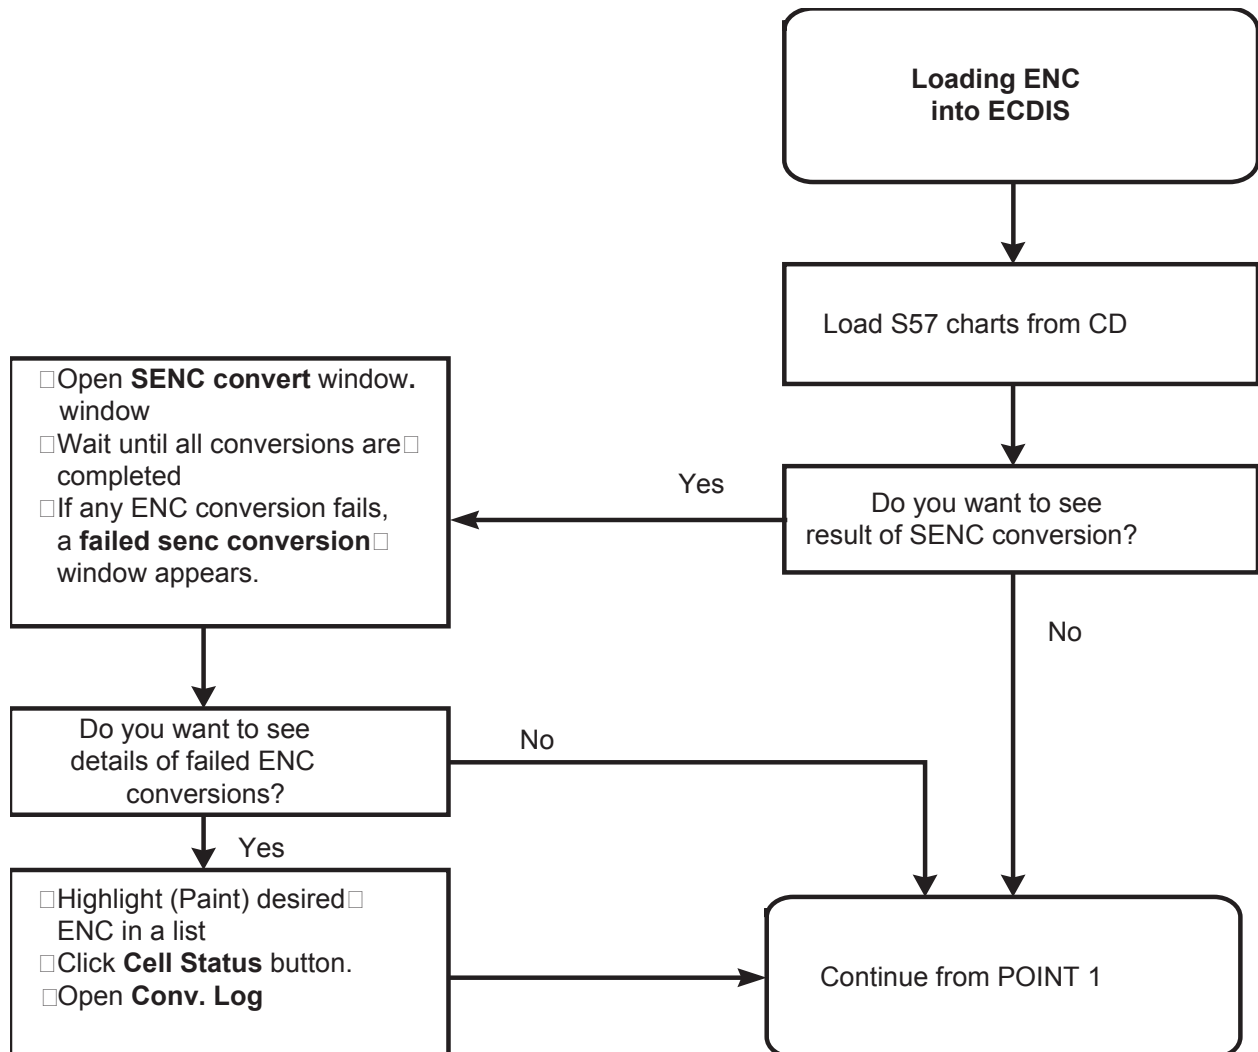 Loading ENC
into ECDIS
Load S57 charts from CD
Do you want to see
result of SENC conversion?
Yes
No
□Open SENC convert window.
window
□Wait until all conversions are□
completed
□If any ENC conversion fails,
a failed senc conversion□
window appears.
Do you want to see
details of failed ENC
conversions?
No
Yes
□Highlight (Paint) desired□
ENC in a list
□Click Cell Status button.
□Open Conv. Log
Continue from POINT 1